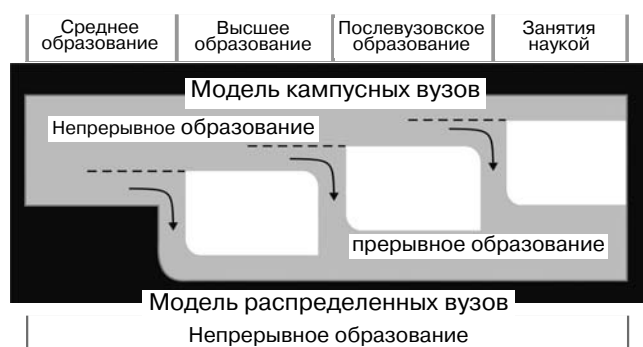 Среднее
образование
Высшее
образование
Послевузовское
образование
Занятия
наукой
Модель кампусных вузов
Непрерывное образование
прерывное образование
Модель распределенных вузов
Непрерывное образование